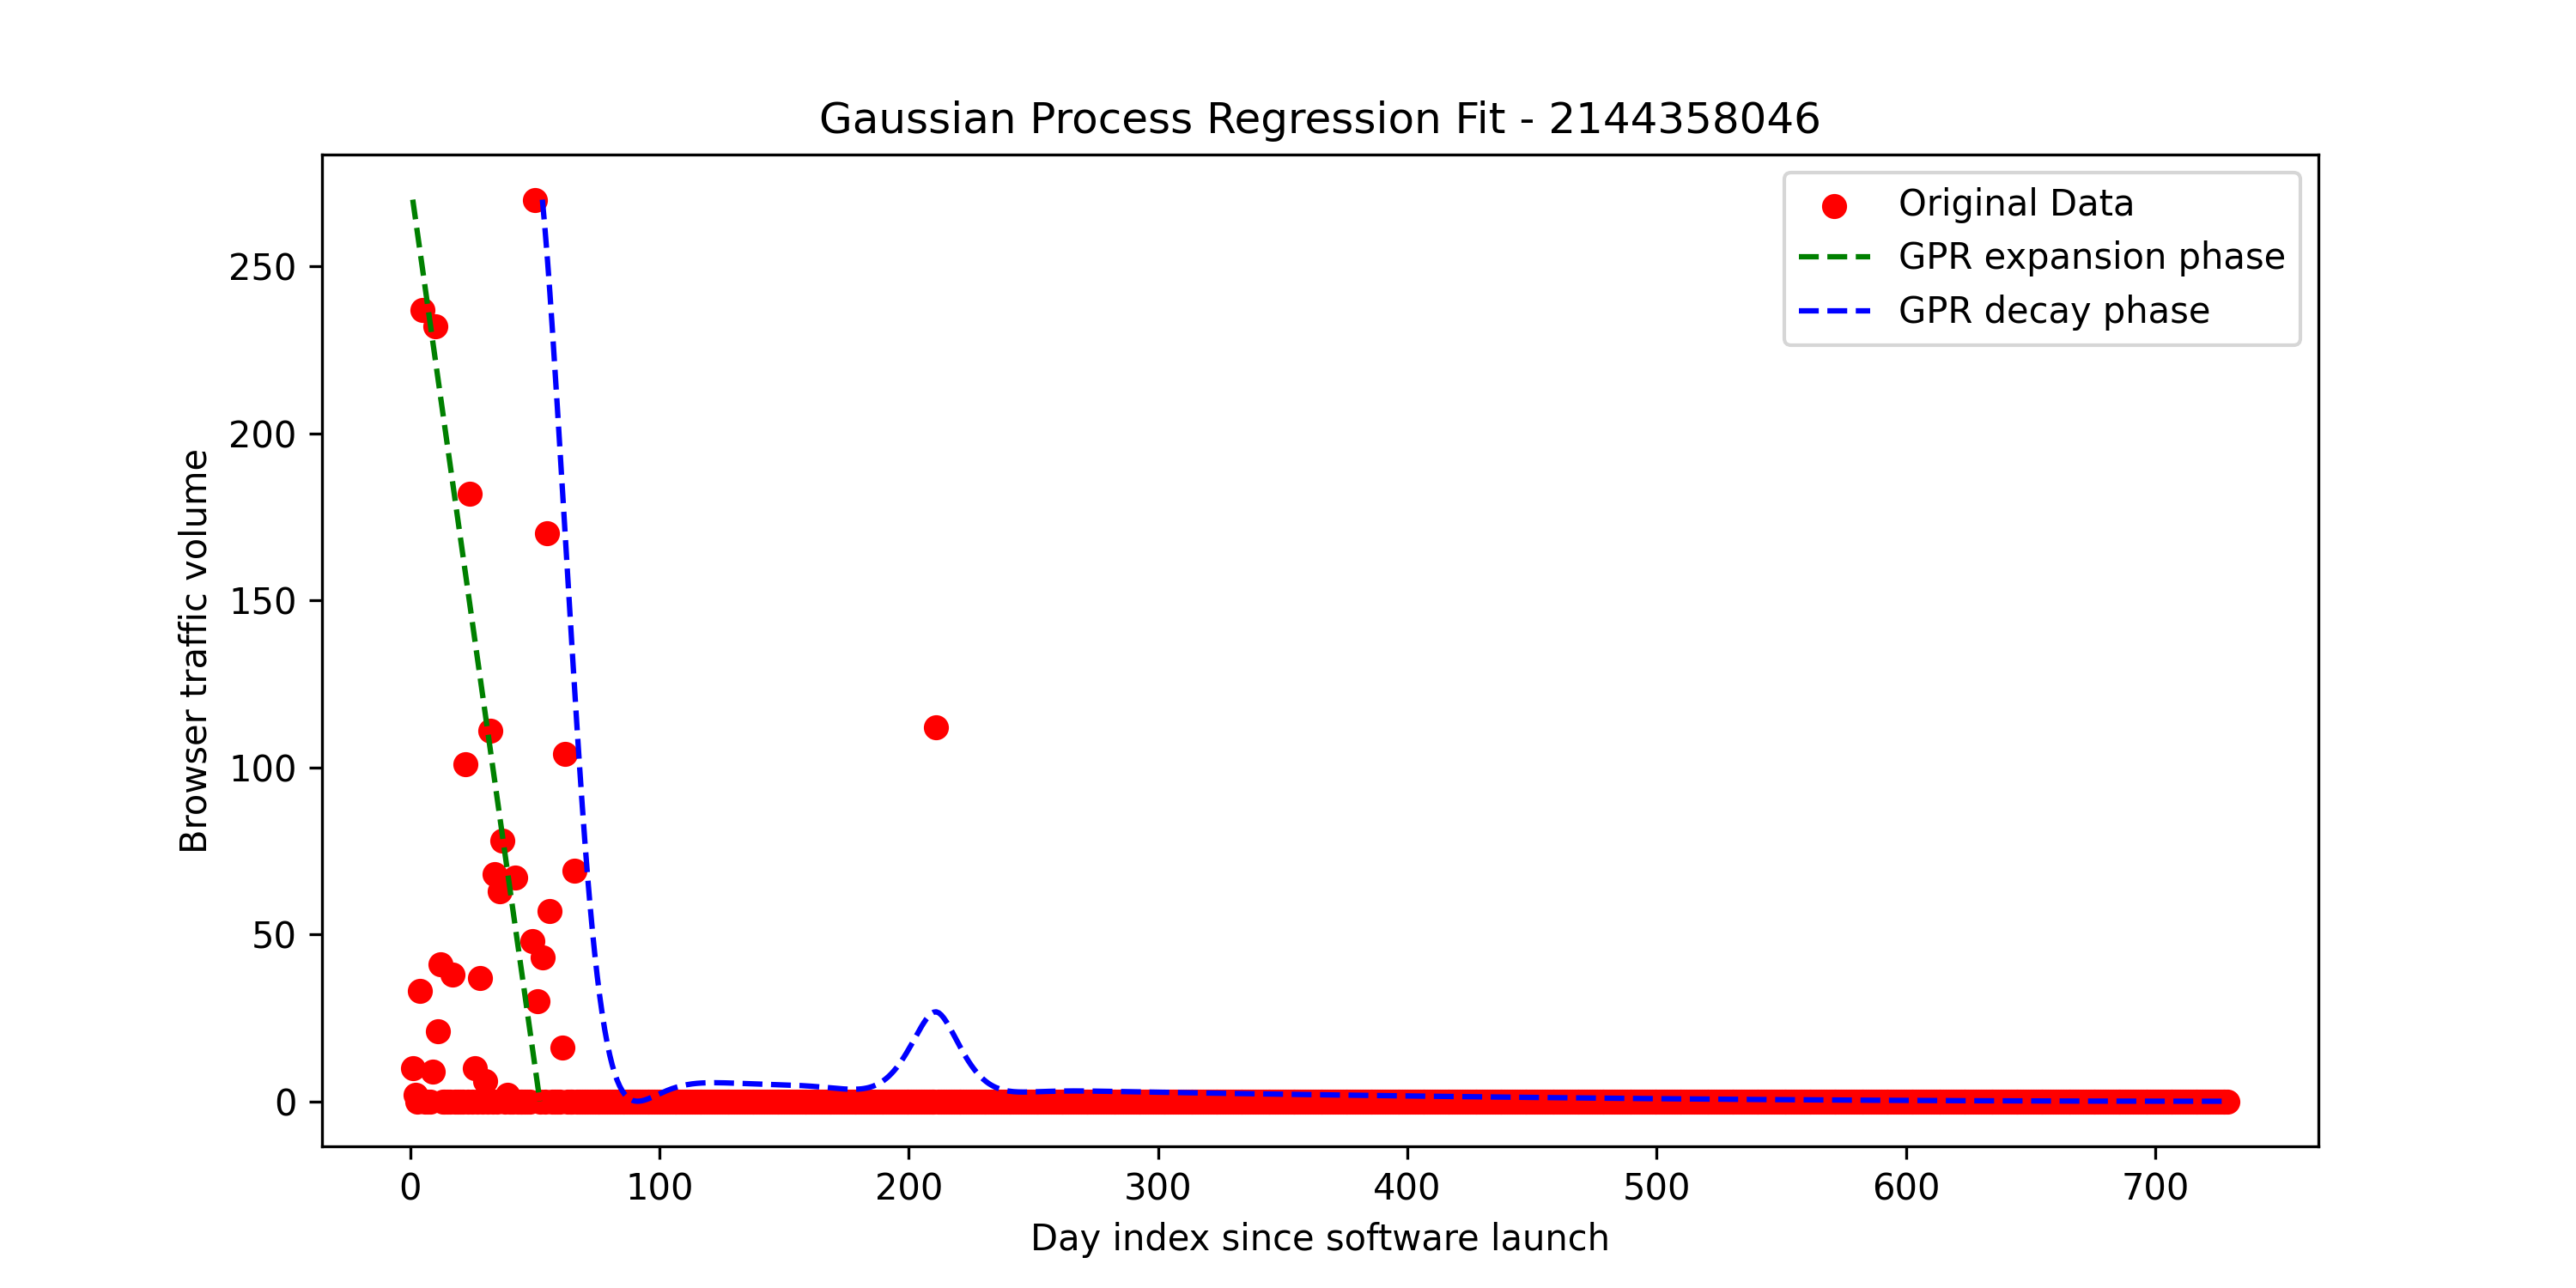 Gaussian Process Regression Fit - 2144358046
Original Data
GPR expansion phase
GPR decay phase
Browser traffic volume
250
200
150
100
50
0
0 100 200 300 400 500 600 700
Day index since software launch